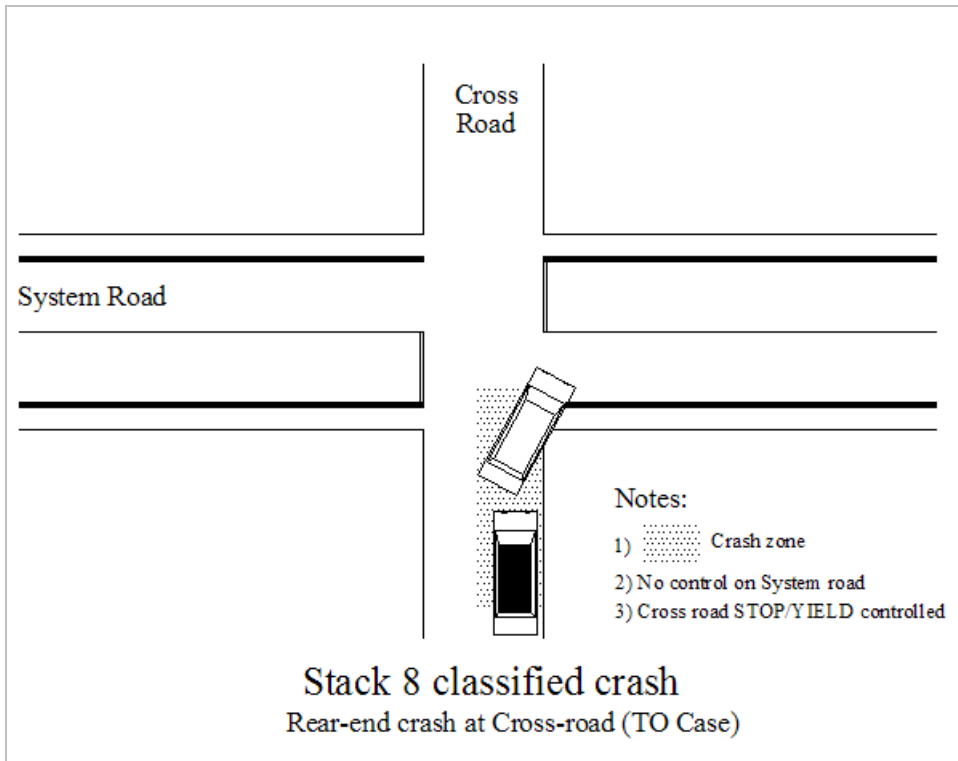 Cross
Road
System Road
Notes:
1) Crash zone
2) No control on System road
3) Cross road STOP/YIELD controlled
Stack 8 classified crash
Rear-end crash at Cross-road (TO Case)